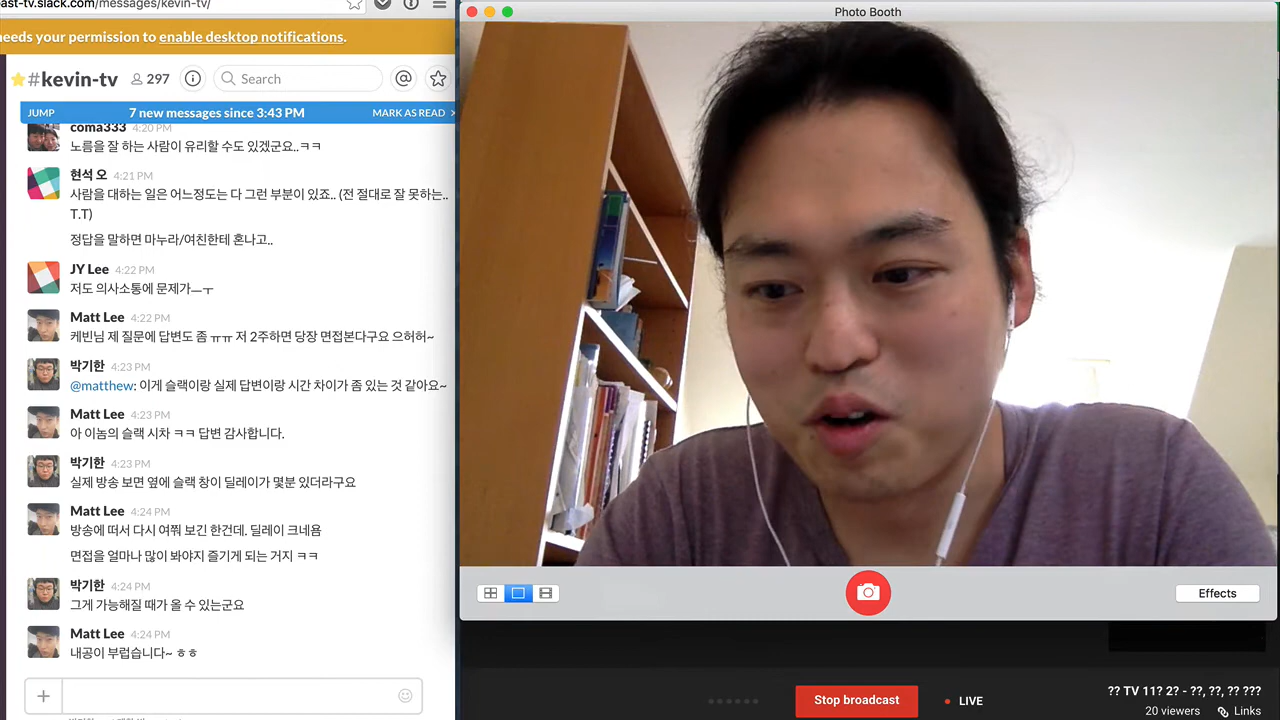 ast-tv.slack.com/messages/kevin-tv/
eeds your permission to enable desktop notifications.
#kevin-tv
297
Search
JUMP
7 new messages since 3:43 PM
MARK AS READ
coma333 4:20 PM
노름을 잘 하는 사람이 유리할 수도 있겠군요..ㅋㅋ
현석 오 4:21 PM
사람을 대하는 일은 어느정도는 다 그런 부분이 있죠.. (전 절대로 잘 못하는..
T.T)
정답을 말하면 마누라/여친한테 혼나고..
JY Lee 4:22 PM
저도 의사소통에 문제가ㅡㅜ
Matt Lee 4:22 PM
케빈님 제 질문에 답변도 좀 ㅠㅠ 저 2주하면 당장 면접본다구요 으허허~
박기한 4:23 PM
@matthew: 이게 슬랙이랑 실제 답변이랑 시간 차이가 좀 있는 것 같아요~
Matt Lee 4:23 PM
아 이놈의 슬랙 시차 ㅋㅋ 답변 감사합니다.
박기한 4:23 PM
실제 방송 보면 옆에 슬랙 창이 딜레이가 몇분 있더라구요
Matt Lee 4:24 PM
방송에 떠서 다시 여쭤 보긴 한건데. 딜레이 크네욤
면접을 얼마나 많이 봐야지 즐기게 되는 거지 ㅋㅋ
박기한 4:24 PM
그게 가능해질 때가 올 수 있는군요
Matt Lee 4:24 PM
내공이 부럽습니다~ ㅎㅎ
Photo Booth
Effects
Stop broadcast
LIVE
?? TV 11? 2? - ??, ??, ?? ???
20 viewers
Links